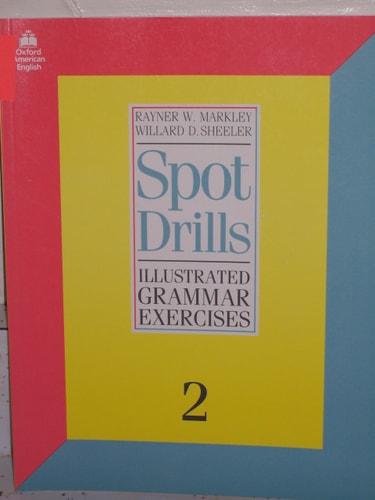 Oxford
American
English
RAYNER W. MARKLEY
WILLARD D. SHEELER
Spot
Drills
ILLUSTRATED
GRAMMAR
EXERCISES
2